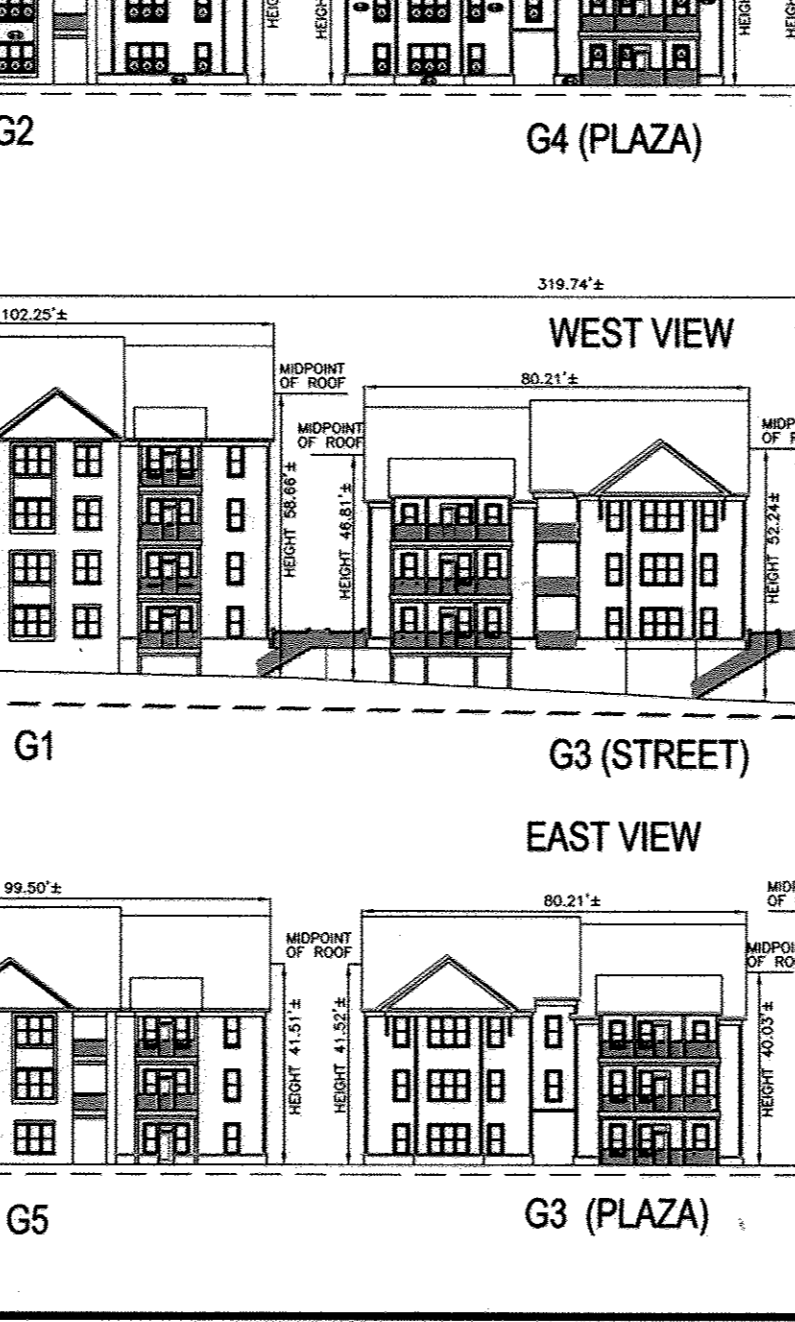 G2
G4 (PLAZA)
319.74'±
102.25'±
WEST VIEW
MIDPOINT
OF ROOF
80.21'±
MIDPOINT
OF ROOF
HEIGHT 58.66'±
HEIGHT 46.81'±
HEIGHT 52.24'±
G1
G3 (STREET)
EAST VIEW
99.50'±
80.21'±
MIDPOINT
OF ROOF
HEIGHT 41.51'±
HEIGHT 41.52'±
HEIGHT 40.03'±
G5
G3 (PLAZA)